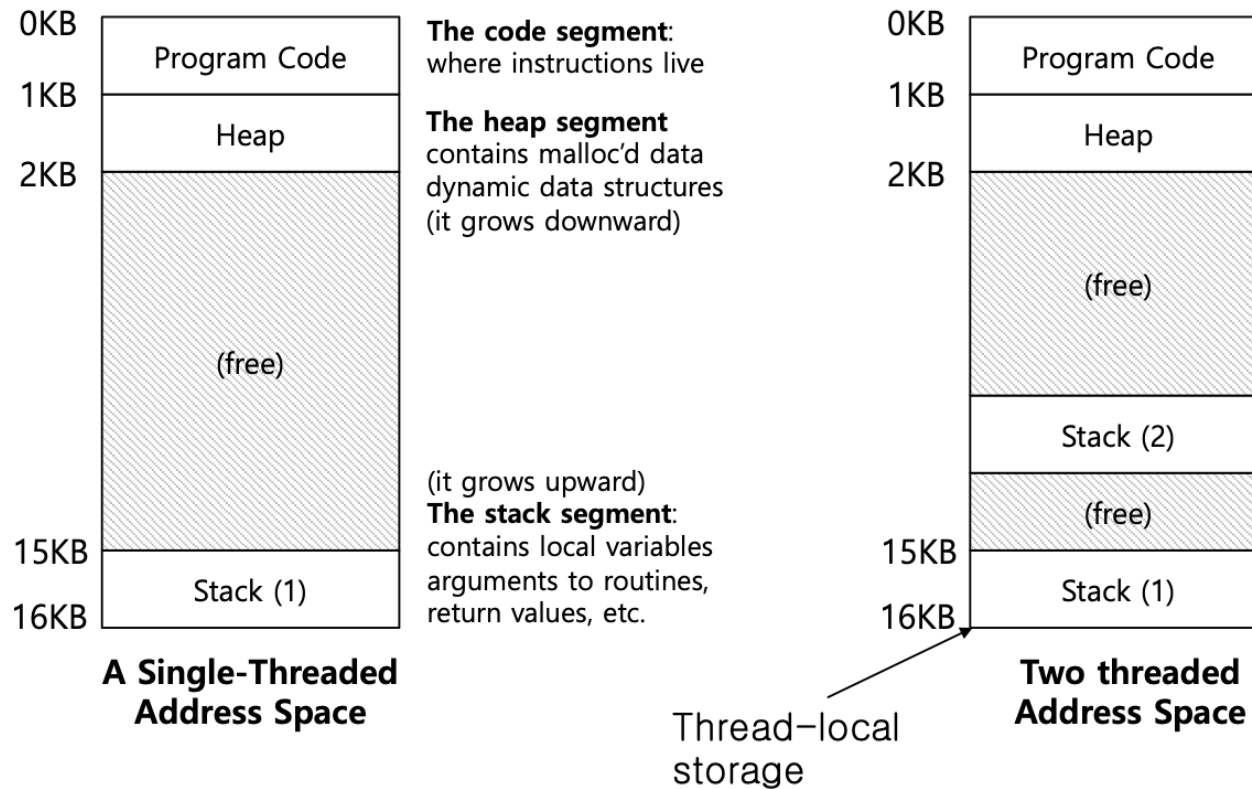 0KB
Program Code
1KB
Heap
2KB
(free)
15KB
Stack (1)
16KB
A Single-Threaded
Address Space
The code segment:
where instructions live
The heap segment
contains malloc’d data
dynamic data structures
(it grows downward)
(it grows upward)
The stack segment:
contains local variables
arguments to routines,
return values, etc.
0KB
Program Code
1KB
Heap
2KB
(free)
Stack (2)
(free)
15KB
Stack (1)
16KB
Two threaded
Address Space
Thread-local
storage